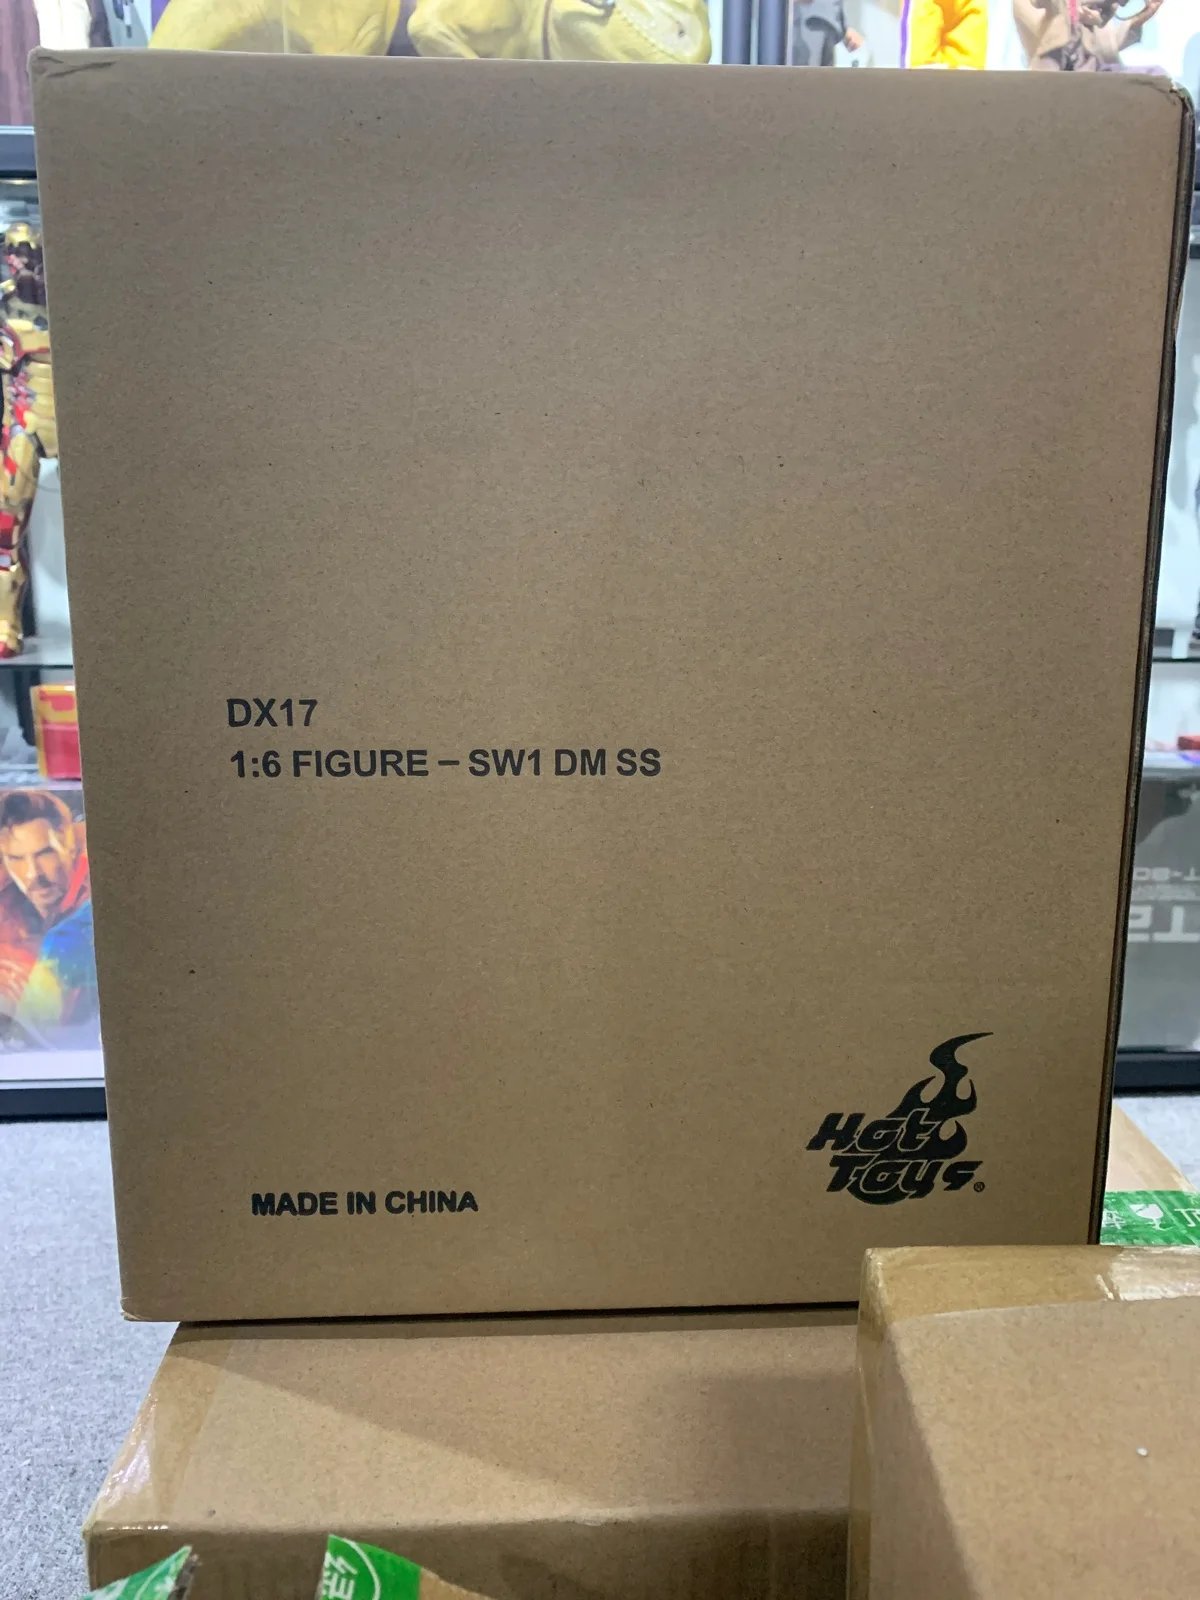 DX17
1:6 FIGURE – SW1 DM SS
Hot
Toys®
MADE IN CHINA